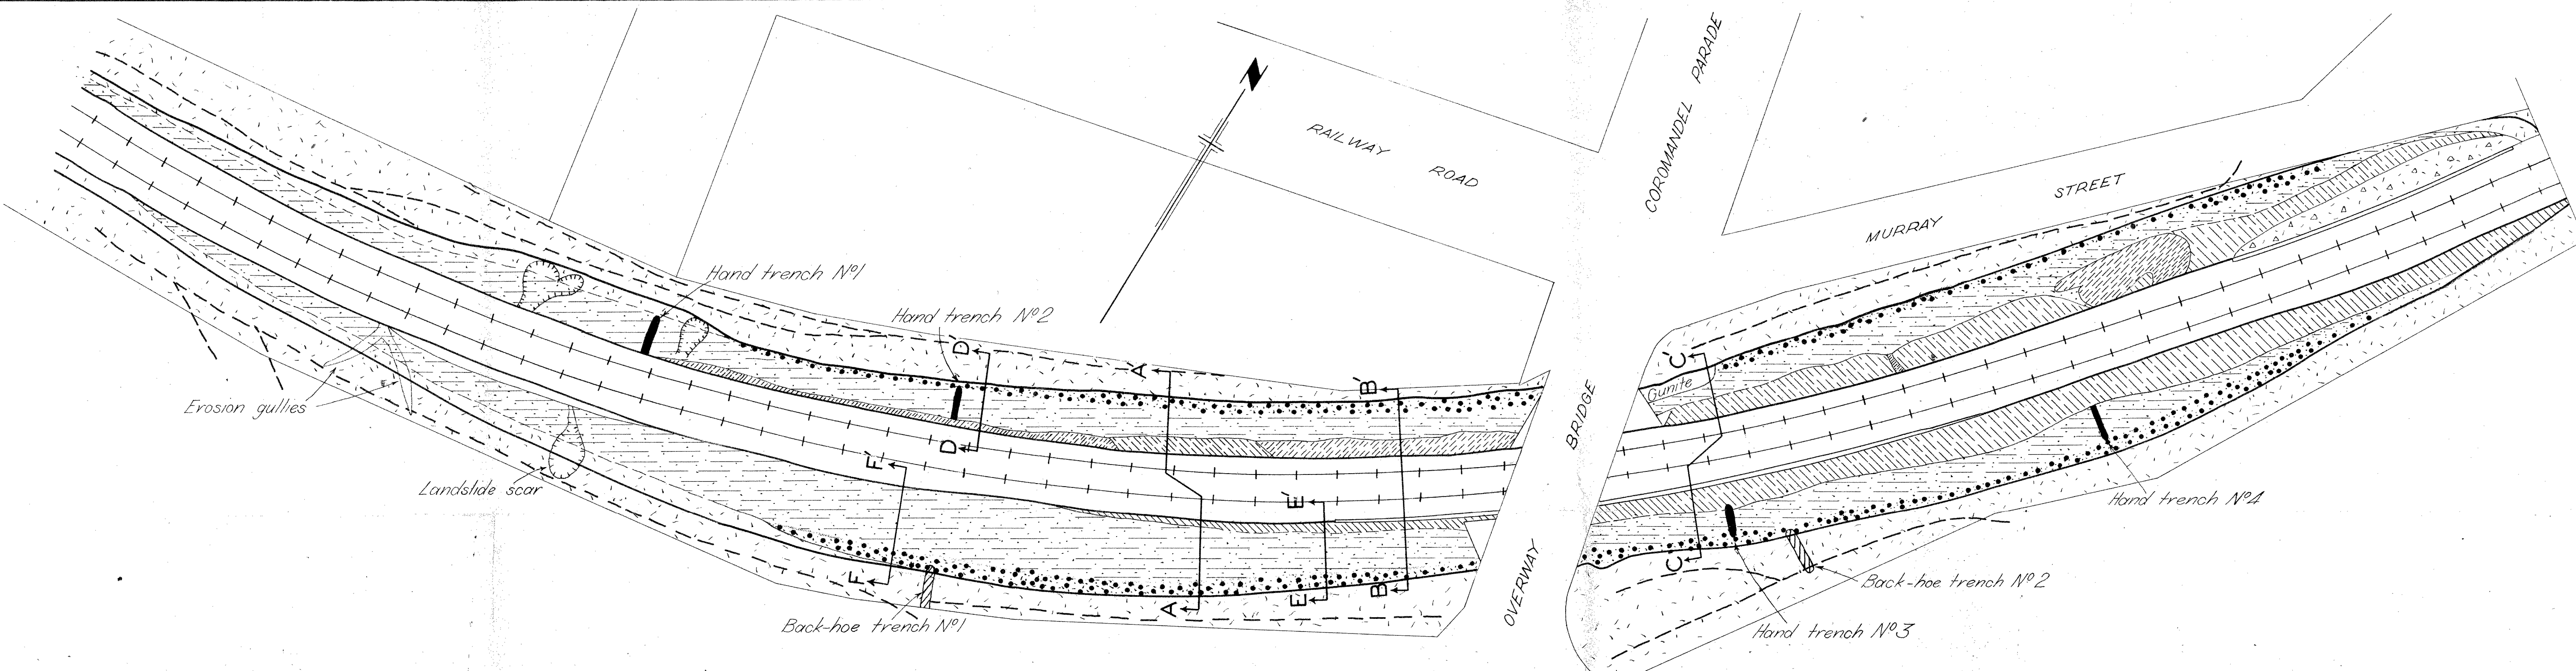 N
RAILWAY ROAD
COROMANDEL PARADE
MURRAY STREET
Hand trench Nº1
Hand trench Nº2
D'
A'
B'
C'
Gunite
Erosion gullies
Landslide scar
F'
D
E'
OVERWAY BRIDGE
Hand trench Nº4
F
A
E
B
C
Back-hoe trench Nº1
Back-hoe trench Nº2
Hand trench Nº3